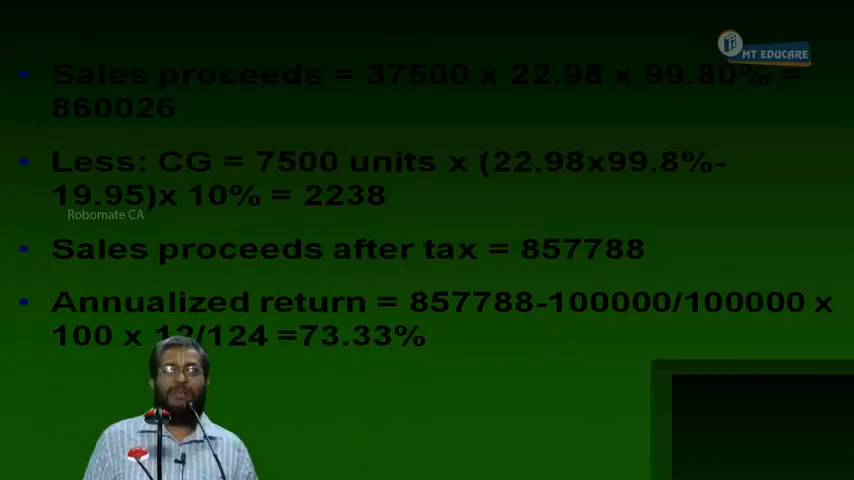 MT EDUCARE
Sales proceeds = 37500 x 22.98 x 99.80% =
860026
Less: CG = 7500 units x (22.98x99.8%-
19.95)x 10% = 2238
Robomate CA
Sales proceeds after tax = 857788
Annualized return = 857788-100000/100000 x
100 x 12/124 =73.33%